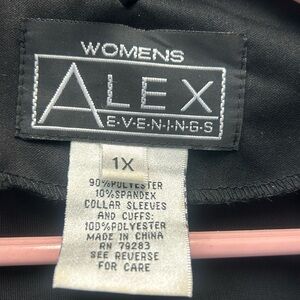 WOMENS
ALEX
E·V·E·N·I·N·G·S
1X
90%POLYESTER
10%SPANDEX
COLLAR SLEEVES
AND CUFFS:
100%POLYESTER
MADE IN CHINA
RN 79283
SEE REVERSE
FOR CARE